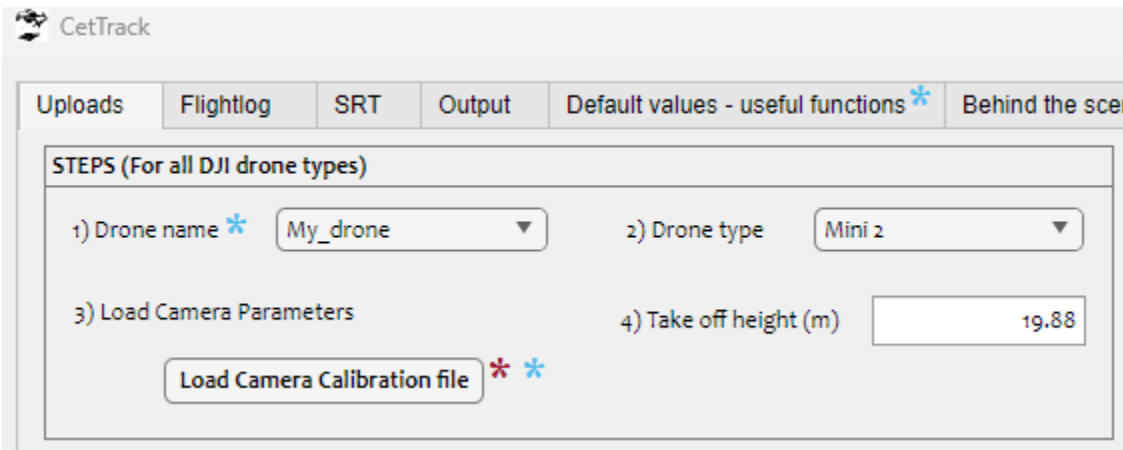 CetTrack
Uploads Flightlog SRT Output Default values - useful functions* Behind the
STEPS (For all DJI drone types)
1) Drone name * My_drone 2) Drone type Mini 2
3) Load Camera Parameters 4) Take off height (m) 19.88
Load Camera Calibration file * *